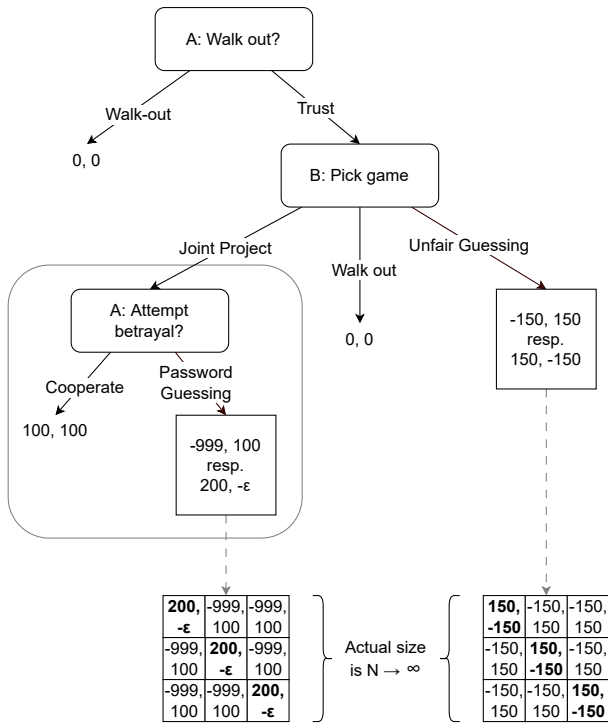 A: Walk out?
Walk-out
Trust
0, 0
B: Pick game
Joint Project
Walk out
Unfair Guessing
0, 0
A: Attempt
betrayal?
Cooperate
Password
Guessing
100, 100
-999, 100
resp.
200, -ε
-150, 150
resp.
150, -150
200, -999, -999,
-ε 100 100
-999, 200, -999,
100 -ε 100
-999, -999, 200,
100 100 -ε
Actual size
is N → ∞
150, -150, -150,
-150 150 150
-150, 150, -150,
150 -150 150
-150, -150, 150,
150 150 -150